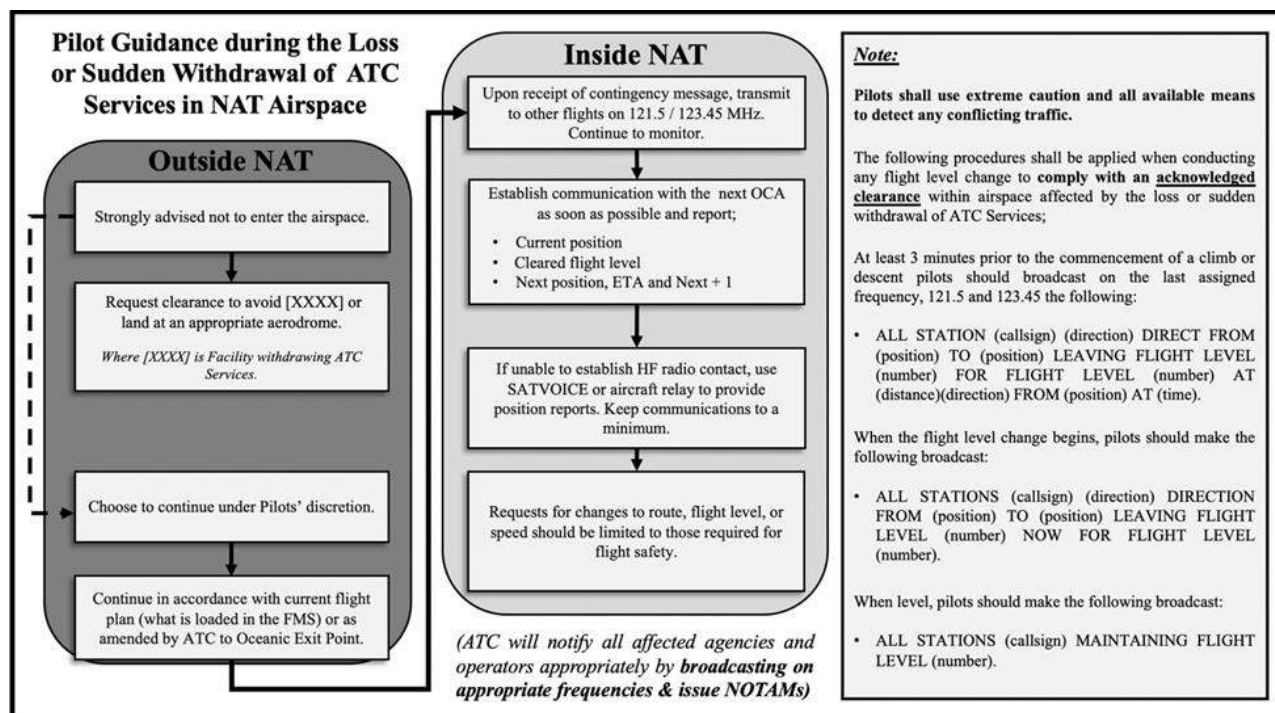 Pilot Guidance during the Loss
or Sudden Withdrawal of ATC
Services in NAT Airspace
Outside NAT
Strongly advised not to enter the airspace.
Request clearance to avoid [XXXX] or
land at an appropriate aerodrome.
Where [XXXX] is Facility withdrawing ATC
Services.
Choose to continue under Pilots’ discretion.
Continue in accordance with current flight
plan (what is loaded in the FMS) or as
amended by ATC to Oceanic Exit Point.
Inside NAT
Upon receipt of contingency message, transmit
to other flights on 121.5 / 123.45 MHz.
Continue to monitor.
Establish communication with the next OCA
as soon as possible and report;
• Current position
• Cleared flight level
• Next position, ETA and Next + 1
If unable to establish HF radio contact, use
SATVOICE or aircraft relay to provide
position reports. Keep communications to a
minimum.
Requests for changes to route, flight level, or
speed should be limited to those required for
flight safety.
(ATC will notify all affected agencies and
operators appropriately by broadcasting on
appropriate frequencies & issue NOTAMs)
Note:
Pilots shall use extreme caution and all available means
to detect any conflicting traffic.
The following procedures shall be applied when conducting
any flight level change to comply with an acknowledged
clearance within airspace affected by the loss or sudden
withdrawal of ATC Services;
At least 3 minutes prior to the commencement of a climb or
descent pilots should broadcast on the last assigned
frequency, 121.5 and 123.45 the following:
• ALL STATION (callsign) (direction) DIRECT FROM
(position) TO (position) LEAVING FLIGHT LEVEL
(number) FOR FLIGHT LEVEL (number) AT
(distance)(direction) FROM (position) AT (time).
When the flight level change begins, pilots should make the
following broadcast:
• ALL STATIONS (callsign) (direction) DIRECTION
FROM (position) TO (position) LEAVING FLIGHT
LEVEL (number) NOW FOR FLIGHT LEVEL
(number).
When level, pilots should make the following broadcast:
• ALL STATIONS (callsign) MAINTAINING FLIGHT
LEVEL (number).